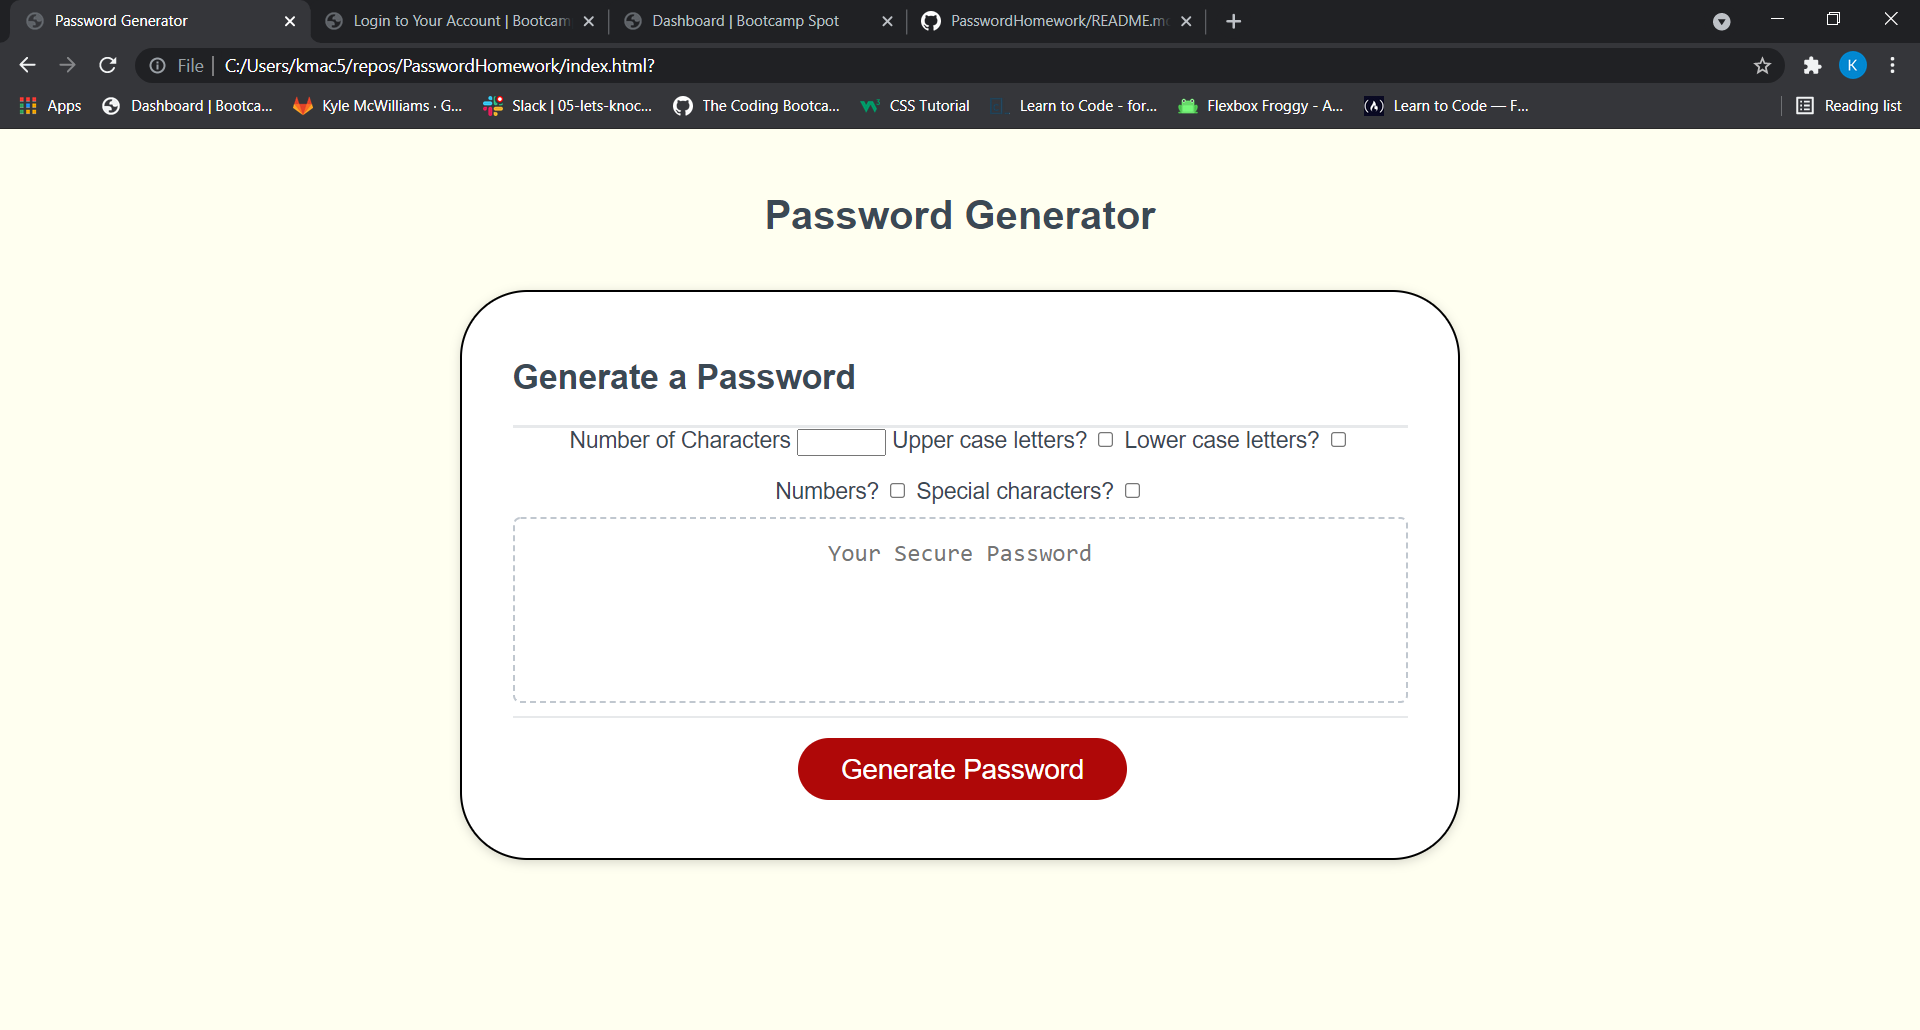 Password Generator
Login to Your Account | Bootcam
Dashboard | Bootcamp Spot
PasswordHomework/README.m
File | C:/Users/kmac5/repos/PasswordHomework/index.html?
K
Apps
Dashboard | Bootca...
Kyle McWilliams · G...
Slack | 05-lets-knoc...
The Coding Bootca...
CSS Tutorial
Learn to Code - for...
Flexbox Froggy - A...
Learn to Code — F...
Reading list
Password Generator
Generate a Password
Number of Characters Upper case letters? Lower case letters?
Numbers? Special characters?
Your Secure Password
Generate Password